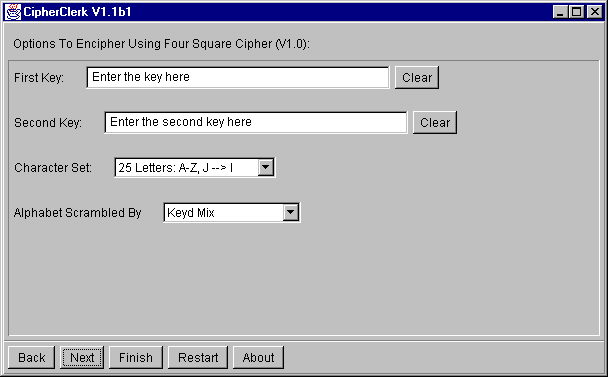 CipherClerk V1.1b1
Options To Encipher Using Four Square Cipher (V1.0):
First Key: Enter the key here Clear
Second Key: Enter the second key here Clear
Character Set: 25 Letters: A-Z, J --> I
Alphabet Scrambled By Keyd Mix
Back Next Finish Restart About